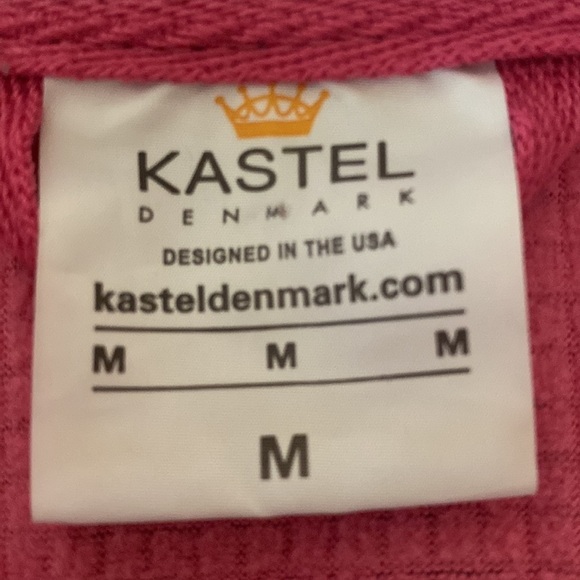 KASTEL
DENMARK
DESIGNED IN THE USA
kasteldenmark.com
M M M
M